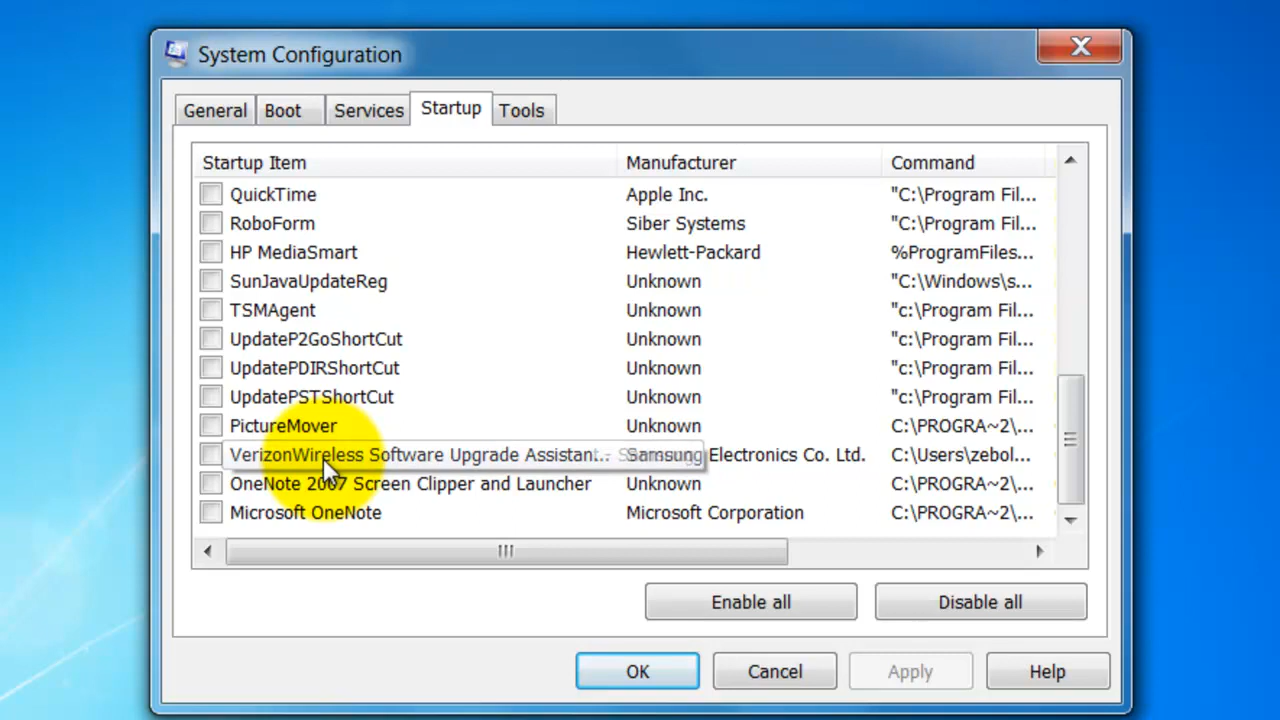 System Configuration
General Boot Services Startup Tools
Startup Item Manufacturer Command
QuickTime Apple Inc. "C:\Program Fil...
RoboForm Siber Systems "C:\Program Fil...
HP MediaSmart Hewlett-Packard %ProgramFiles...
SunJavaUpdateReg Unknown "C:\Windows\s...
TSMAgent Unknown "c:\Program Fil...
UpdateP2GoShortCut Unknown "c:\Program Fil...
UpdatePDIRShortCut Unknown "c:\Program Fil...
UpdatePSTShortCut Unknown "c:\Program Fil...
PictureMover Unknown C:\PROGRA~2\...
VerizonWireless Software Upgrade Assistan... Samsung Electronics Co. Ltd. C:\Users\zebol...
OneNote 2007 Screen Clipper and Launcher Unknown C:\PROGRA~2\...
Microsoft OneNote Microsoft Corporation C:\PROGRA~2\...
Enable all Disable all
OK Cancel Apply Help